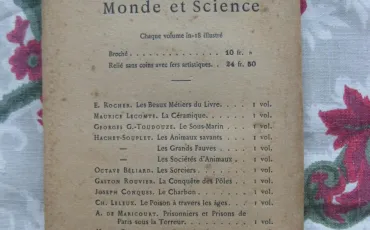 Monde et Science
Chaque volume in-18 illustré
Broché . . . . . . . . . . . . . 10 fr. »
Relié sans coins avec fers artistiques. . 24 fr. 50
E. KOCHER. Les Beaux Métiers du Livre. . . . . 1 vol.
MAURICE LECOMTE. La Céramique. . . . . . . 1 vol.
GEORGES G.-TOUDOUZE. Le Sous-Marin . . . . . 1 vol.
HACHET-SOUPLET. Les Animaux savants . . . . . 1 vol.
— Les Grands Fauves . . . . . 1 vol.
— Les Sociétés d'Animaux . . . 1 vol.
OCTAVE BÉLIARD. Les Sorciers. . . . . . . . 1 vol.
GASTON ROUVIER. La Conquête des Pôles . . . . 1 vol.
JOSEPH CONQUES. Le Charbon . . . . . . . . 1 vol.
CH. LELEUX. Le Poison à travers les âges. . . . . 1 vol.
A. DE MARICOURT. Prisonniers et Prisons de
Paris sous la Terreur. . . . . . . . . 1 vol.